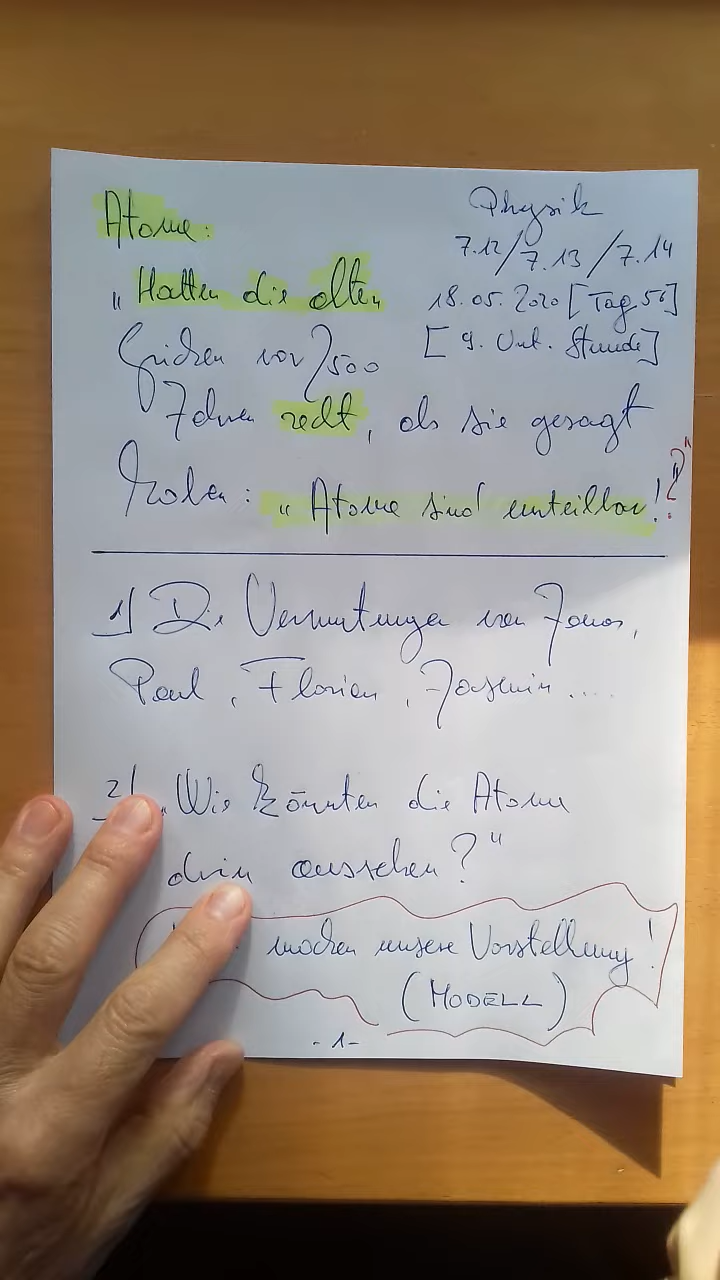 Atome:
Physik
7.12/7.13/7.14
„Hatten die alten
18.05.2020 [Tag 56]
Griechen vor 2500
[9. Unt. Stunde]
Jahren recht, als sie gesagt
haben: „Atome sind unteilbar!?"
1) Die Vermutungen von Jonas,
Paul, Florian, Jasmin....
2) „Wie könnten die Atome
drin aussehen?"
machen unsere Vorstellung!
(MODELL)
-1-